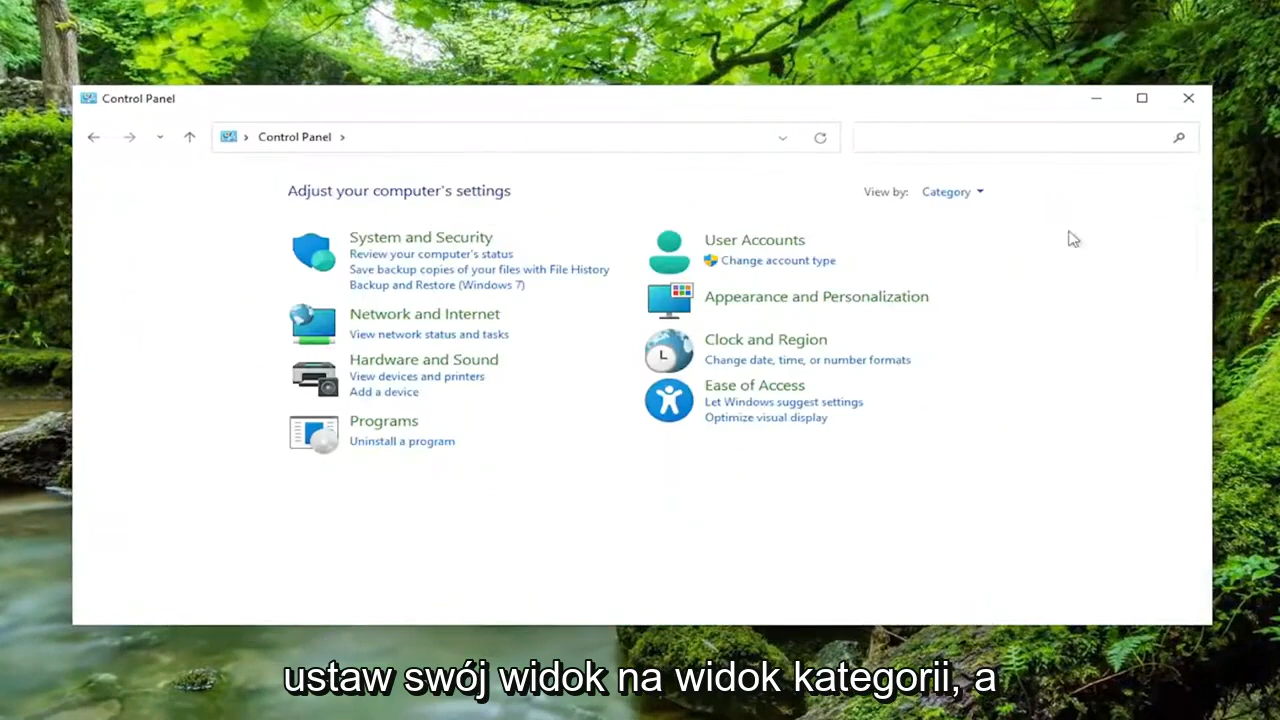 Control Panel
Control Panel
Adjust your computer's settings
View by: Category
System and Security
Review your computer's status
Save backup copies of your files with File History
Backup and Restore (Windows 7)
Network and Internet
View network status and tasks
Hardware and Sound
View devices and printers
Add a device
Programs
Uninstall a program
User Accounts
Change account type
Appearance and Personalization
Clock and Region
Change date, time, or number formats
Ease of Access
Let Windows suggest settings
Optimize visual display
ustaw swój widok na widok kategorii, a